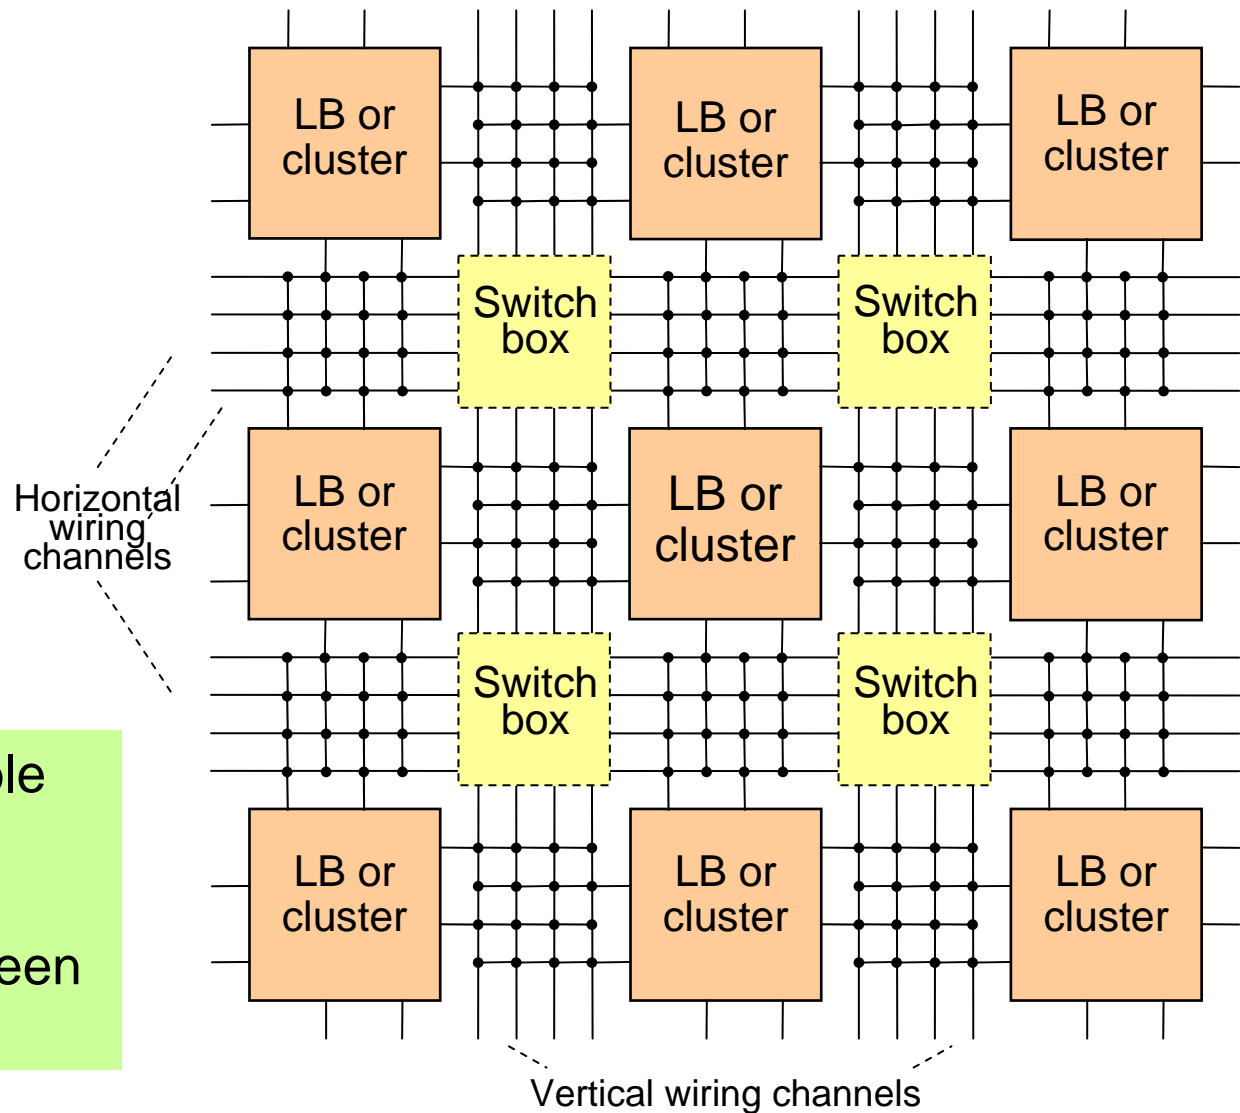 LB or
cluster
LB or
cluster
LB or
cluster
Switch
box
Switch
box
Horizontal
wiring
channels
LB or
cluster
LB or
cluster
LB or
cluster
Switch
box
Switch
box
LB or
cluster
LB or
cluster
LB or
cluster
Vertical wiring channels